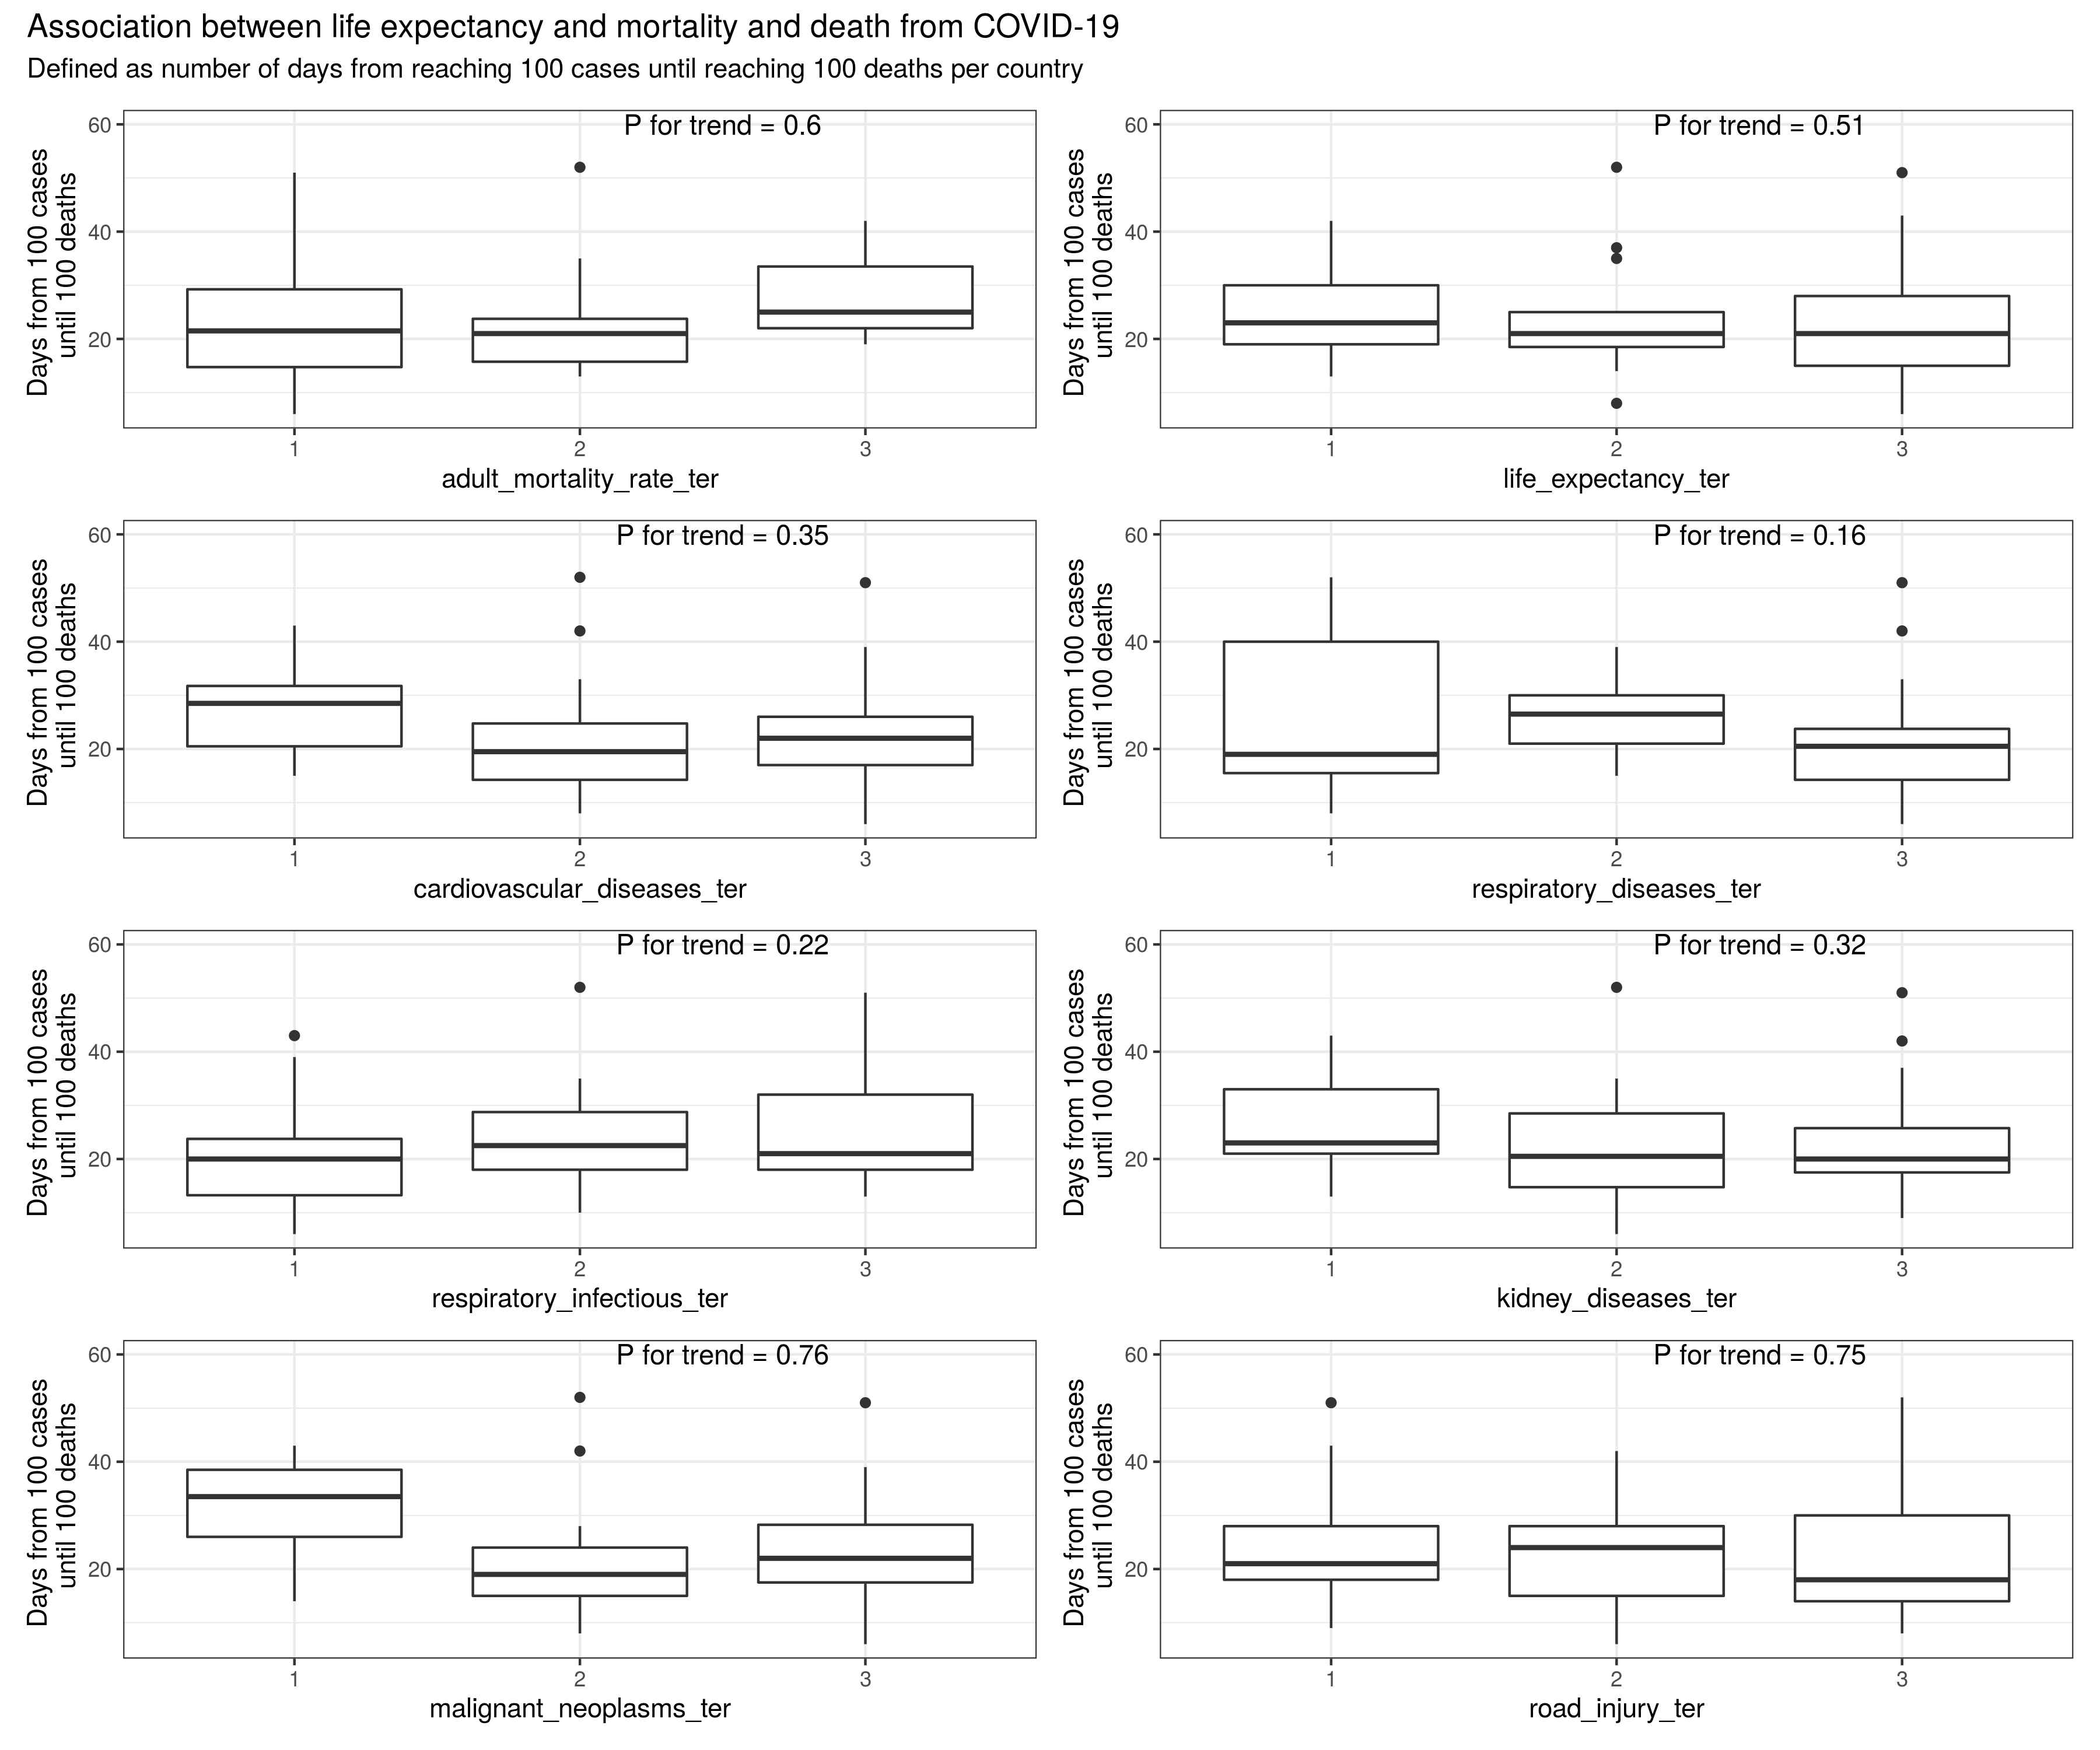 Association between life expectancy and mortality and death from COVID-19
Defined as number of days from reaching 100 cases until reaching 100 deaths per country
Days from 100 cases
until 100 deaths
60
40
20
P for trend = 0.6
1
2
3
adult_mortality_rate_ter
Days from 100 cases
until 100 deaths
60
40
20
P for trend = 0.51
1
2
3
life_expectancy_ter
Days from 100 cases
until 100 deaths
60
40
20
P for trend = 0.35
1
2
3
cardiovascular_diseases_ter
Days from 100 cases
until 100 deaths
60
40
20
P for trend = 0.16
1
2
3
respiratory_diseases_ter
Days from 100 cases
until 100 deaths
60
40
20
P for trend = 0.22
1
2
3
respiratory_infectious_ter
Days from 100 cases
until 100 deaths
60
40
20
P for trend = 0.32
1
2
3
kidney_diseases_ter
Days from 100 cases
until 100 deaths
60
40
20
P for trend = 0.76
1
2
3
malignant_neoplasms_ter
Days from 100 cases
until 100 deaths
60
40
20
P for trend = 0.75
1
2
3
road_injury_ter